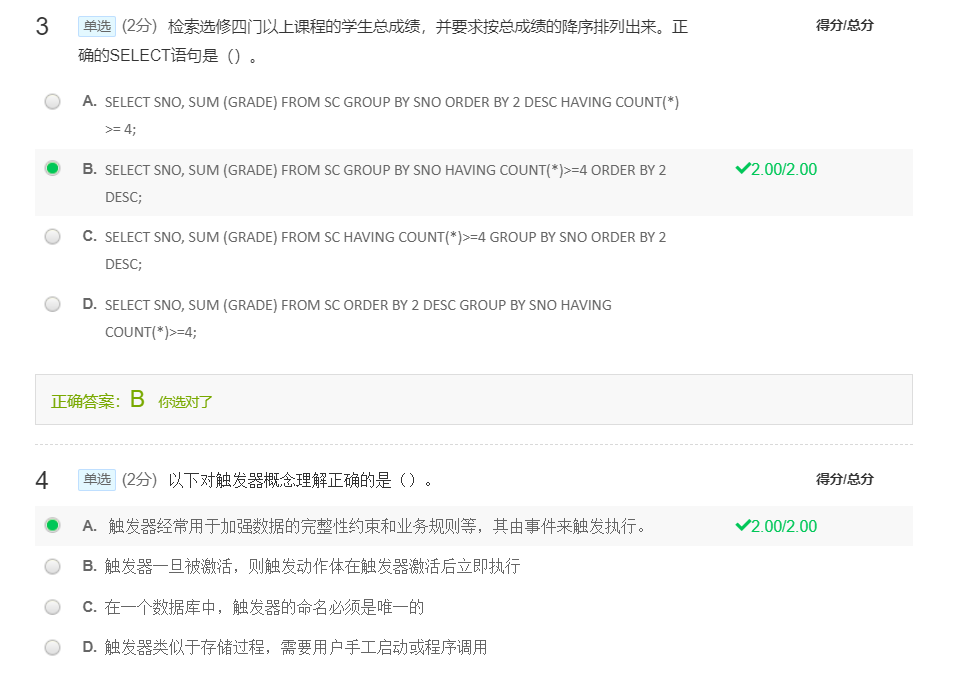 3 单选 (2分) 检索选修四门以上课程的学生总成绩，并要求按总成绩的降序排列出来。正 得分/总分
确的SELECT语句是（）。
A. SELECT SNO, SUM (GRADE) FROM SC GROUP BY SNO ORDER BY 2 DESC HAVING COUNT(*)
>= 4;
B. SELECT SNO, SUM (GRADE) FROM SC GROUP BY SNO HAVING COUNT(*)>=4 ORDER BY 2 2.00/2.00
DESC;
C. SELECT SNO, SUM (GRADE) FROM SC HAVING COUNT(*)>=4 GROUP BY SNO ORDER BY 2
DESC;
D. SELECT SNO, SUM (GRADE) FROM SC ORDER BY 2 DESC GROUP BY SNO HAVING
COUNT(*)>=4;
正确答案：B 你选对了
4 单选 (2分) 以下对触发器概念理解正确的是（）。 得分/总分
A. 触发器经常用于加强数据的完整性约束和业务规则等，其由事件来触发执行。 2.00/2.00
B. 触发器一旦被激活，则触发动作体在触发器激活后立即执行
C. 在一个数据库中，触发器的命名必须是唯一的
D. 触发器类似于存储过程，需要用户手工启动或程序调用